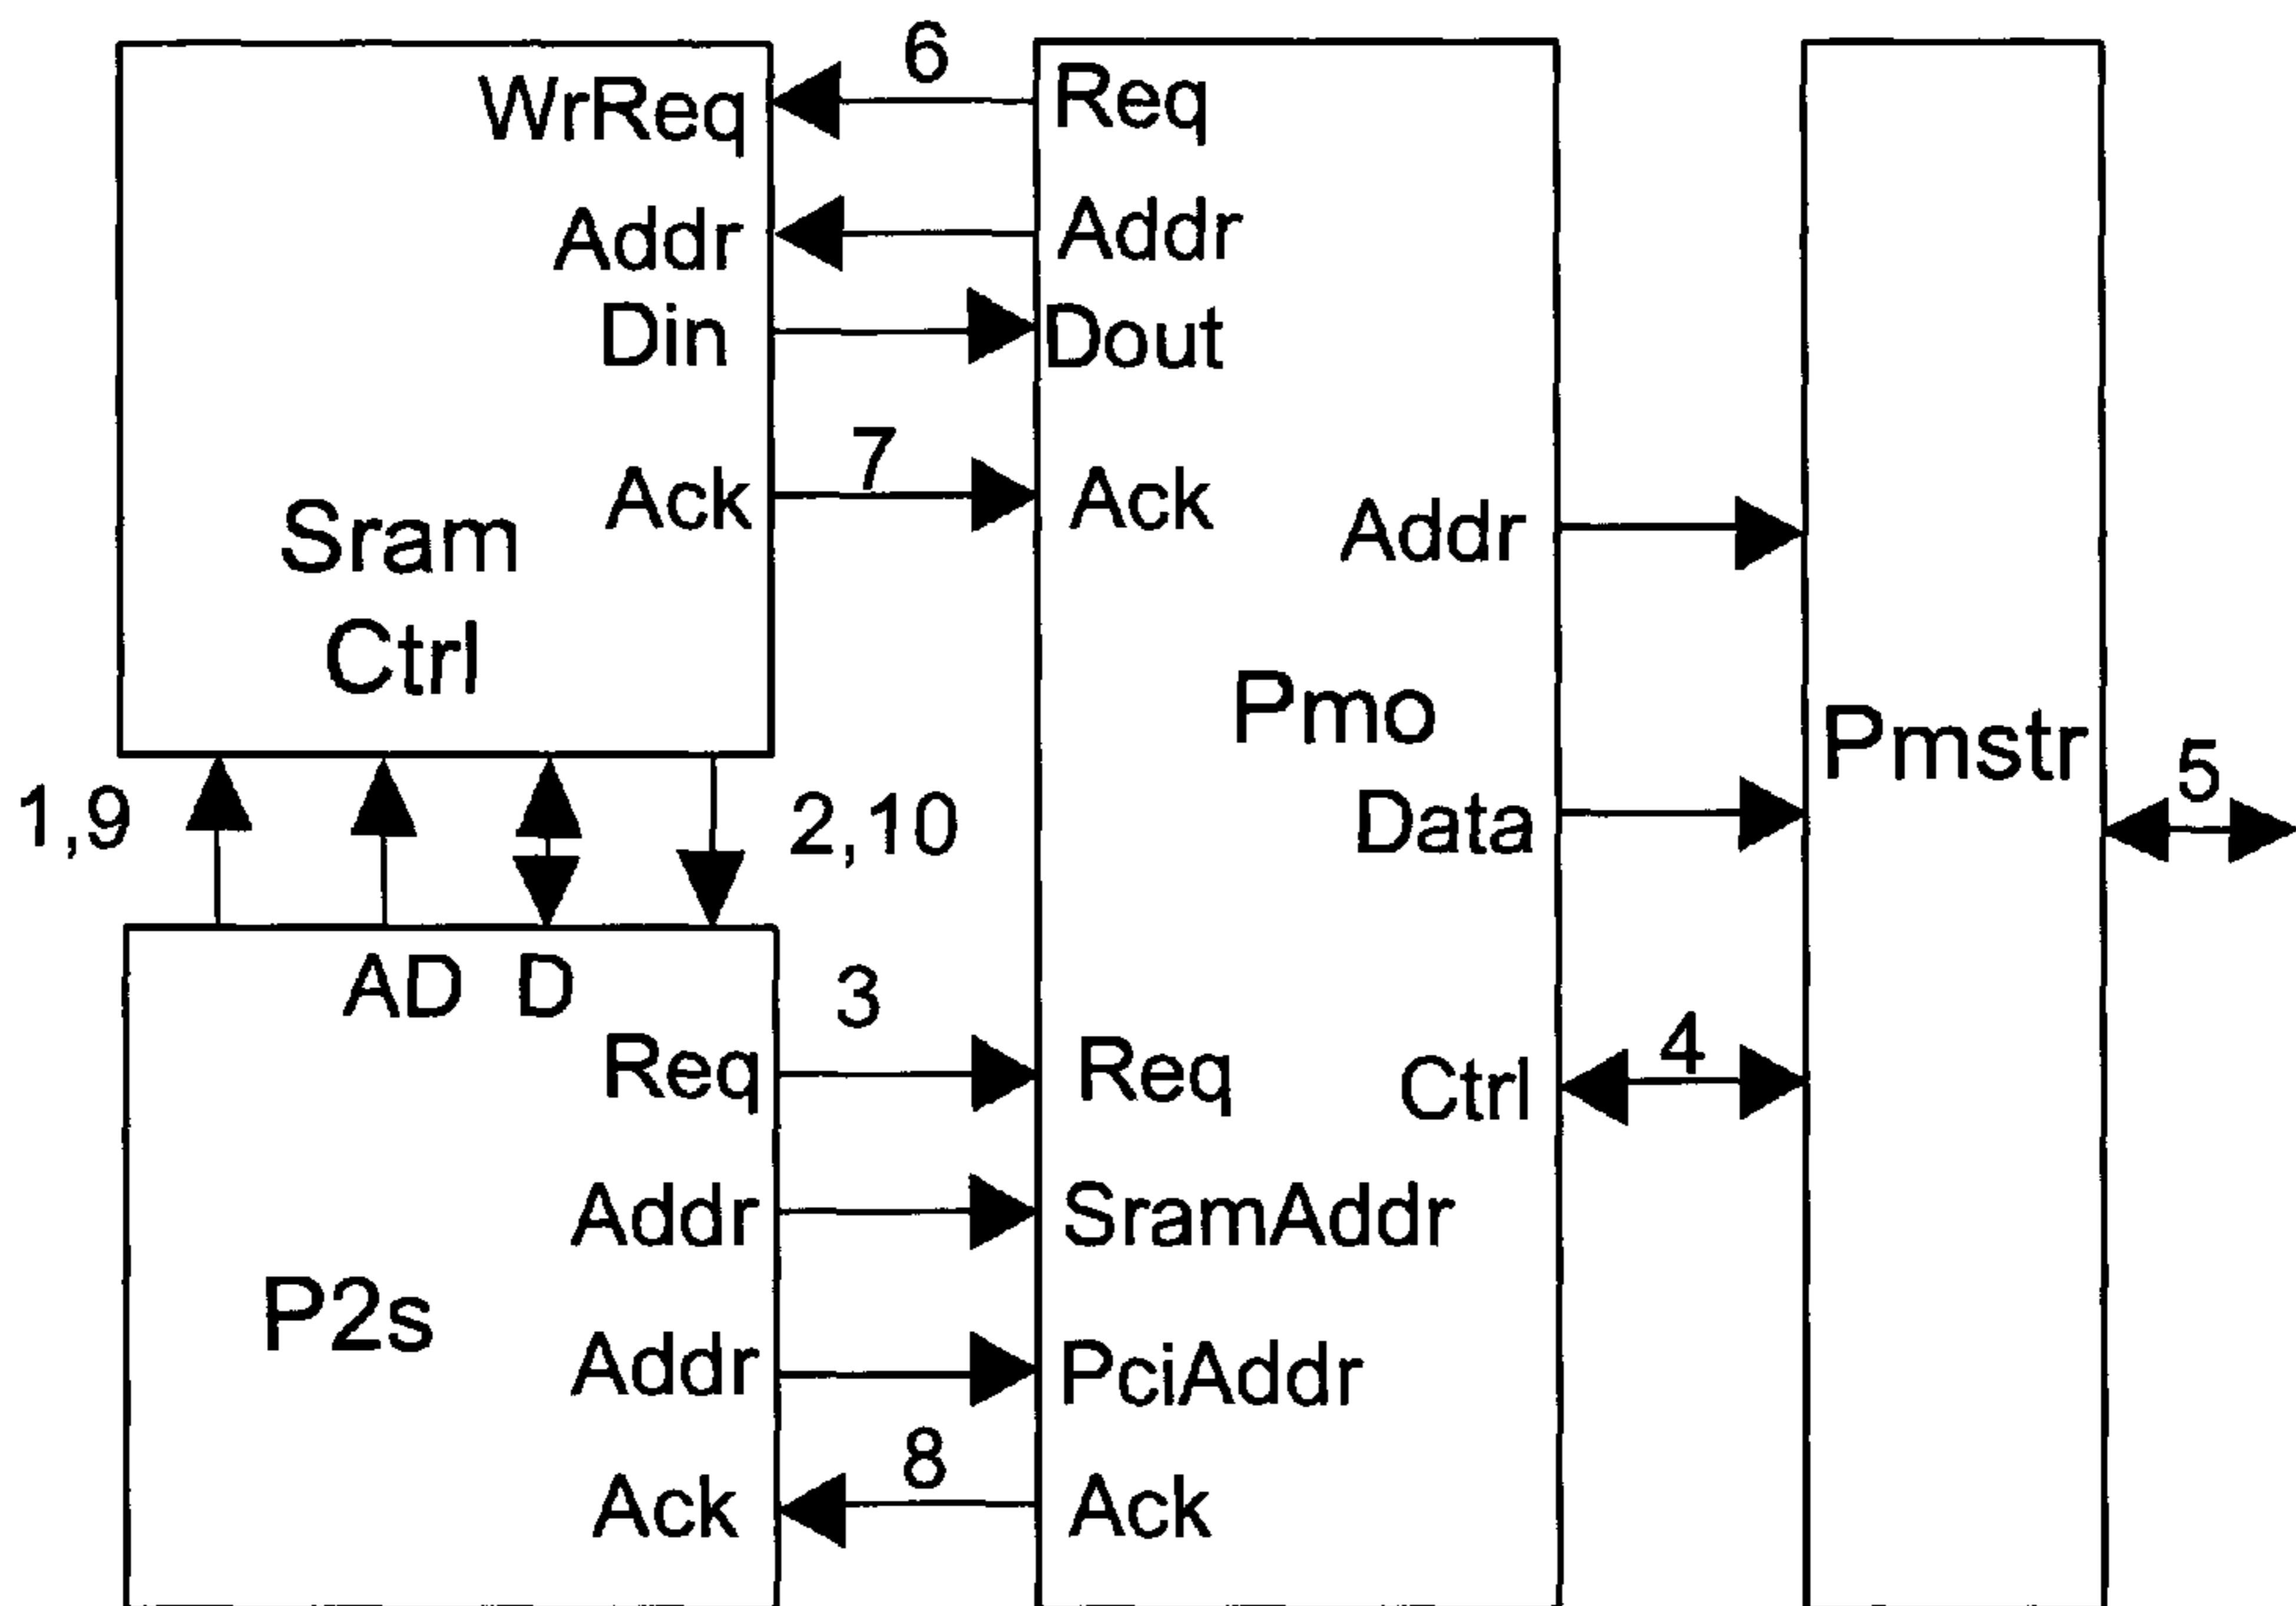 6
WrReq
Req
Addr
Addr
Din
Dout
7
Ack
Ack
Sram
Ctrl
Addr
Pmo
Data
Pmstr
5
1,9
2,10
AD D
3
Req
Req
4
Ctrl
Addr
SramAddr
P2s
Addr
PciAddr
8
Ack
Ack